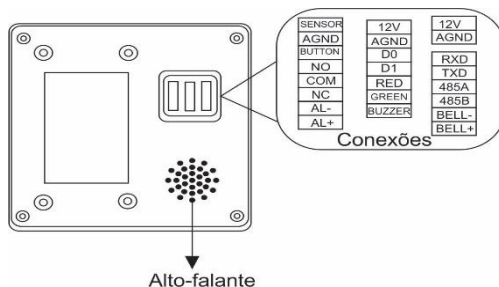 SENSOR
AGND
BUTTON
NO
COM
NC
AL-
AL+
12V
AGND
D0
D1
RED
GREEN
BUZZER
12V
AGND
RXD
TXD
485A
485B
BELL-
BELL+
Conexões
Alto-falante